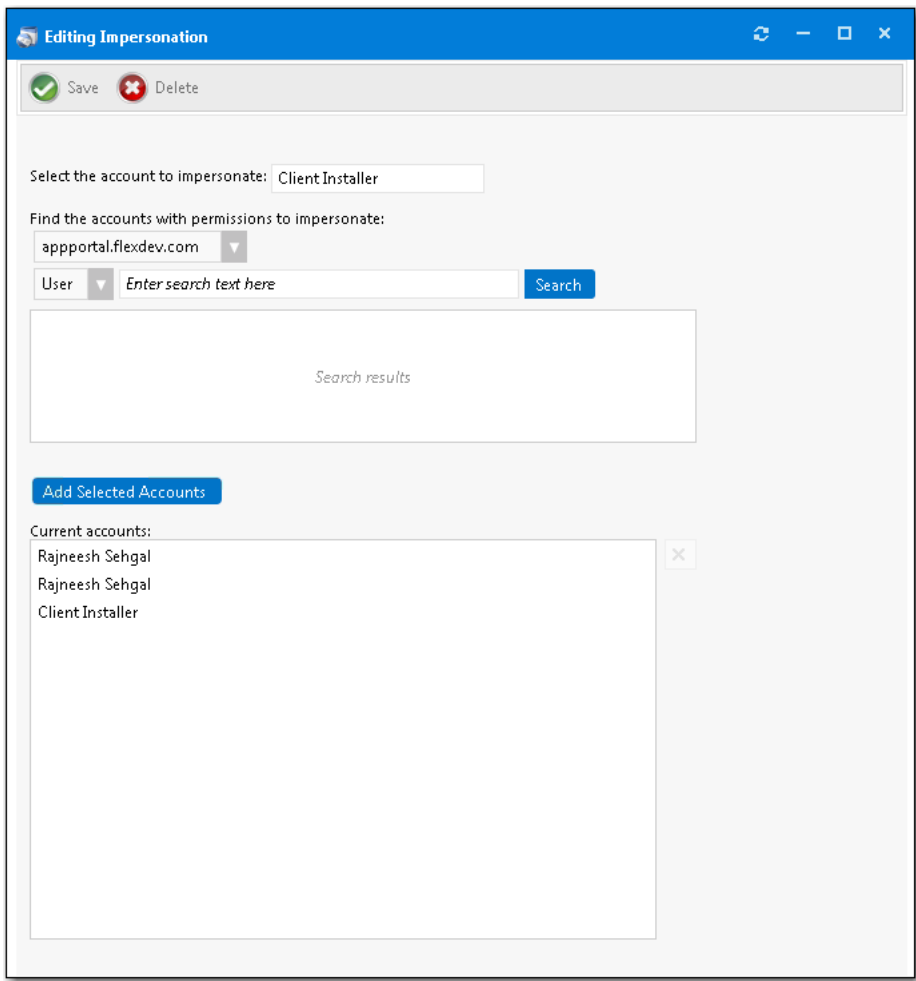 Editing Impersonation
Save Delete
Select the account to impersonate: Client Installer
Find the accounts with permissions to impersonate:
appportal.flexdev.com
User Enter search text here Search
Search results
Add Selected Accounts
Current accounts:
Rajneesh Sehgal
Rajneesh Sehgal
Client Installer